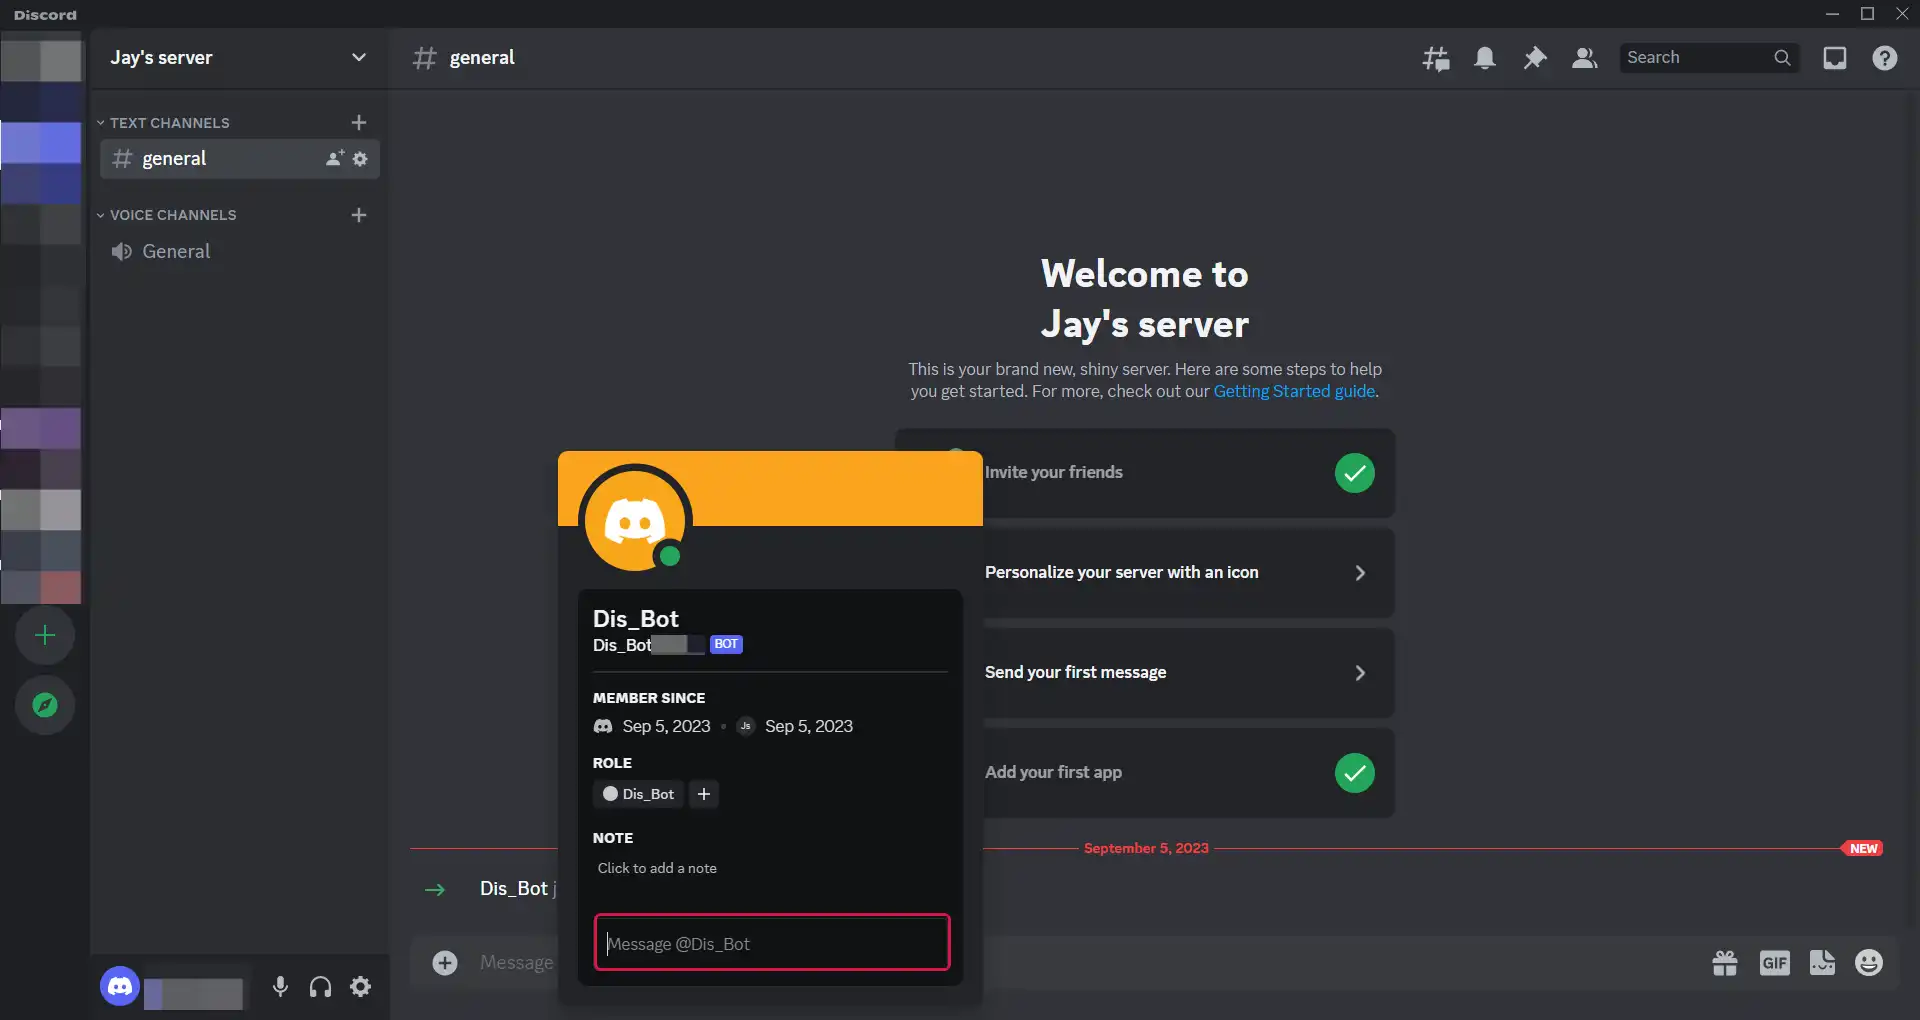 Discord
Jay's server
general
Search
TEXT CHANNELS
general
VOICE CHANNELS
General
Welcome to
Jay's server
This is your brand new, shiny server. Here are some steps to help
you get started. For more, check out our Getting Started guide.
Invite your friends
Personalize your server with an icon
Send your first message
Add your first app
Dis_Bot
Dis_Bot BOT
MEMBER SINCE
Sep 5, 2023 Js Sep 5, 2023
ROLE
Dis_Bot
NOTE
Click to add a note
Message @Dis_Bot
September 5, 2023 NEW
Dis_Bot j
Message
GIF